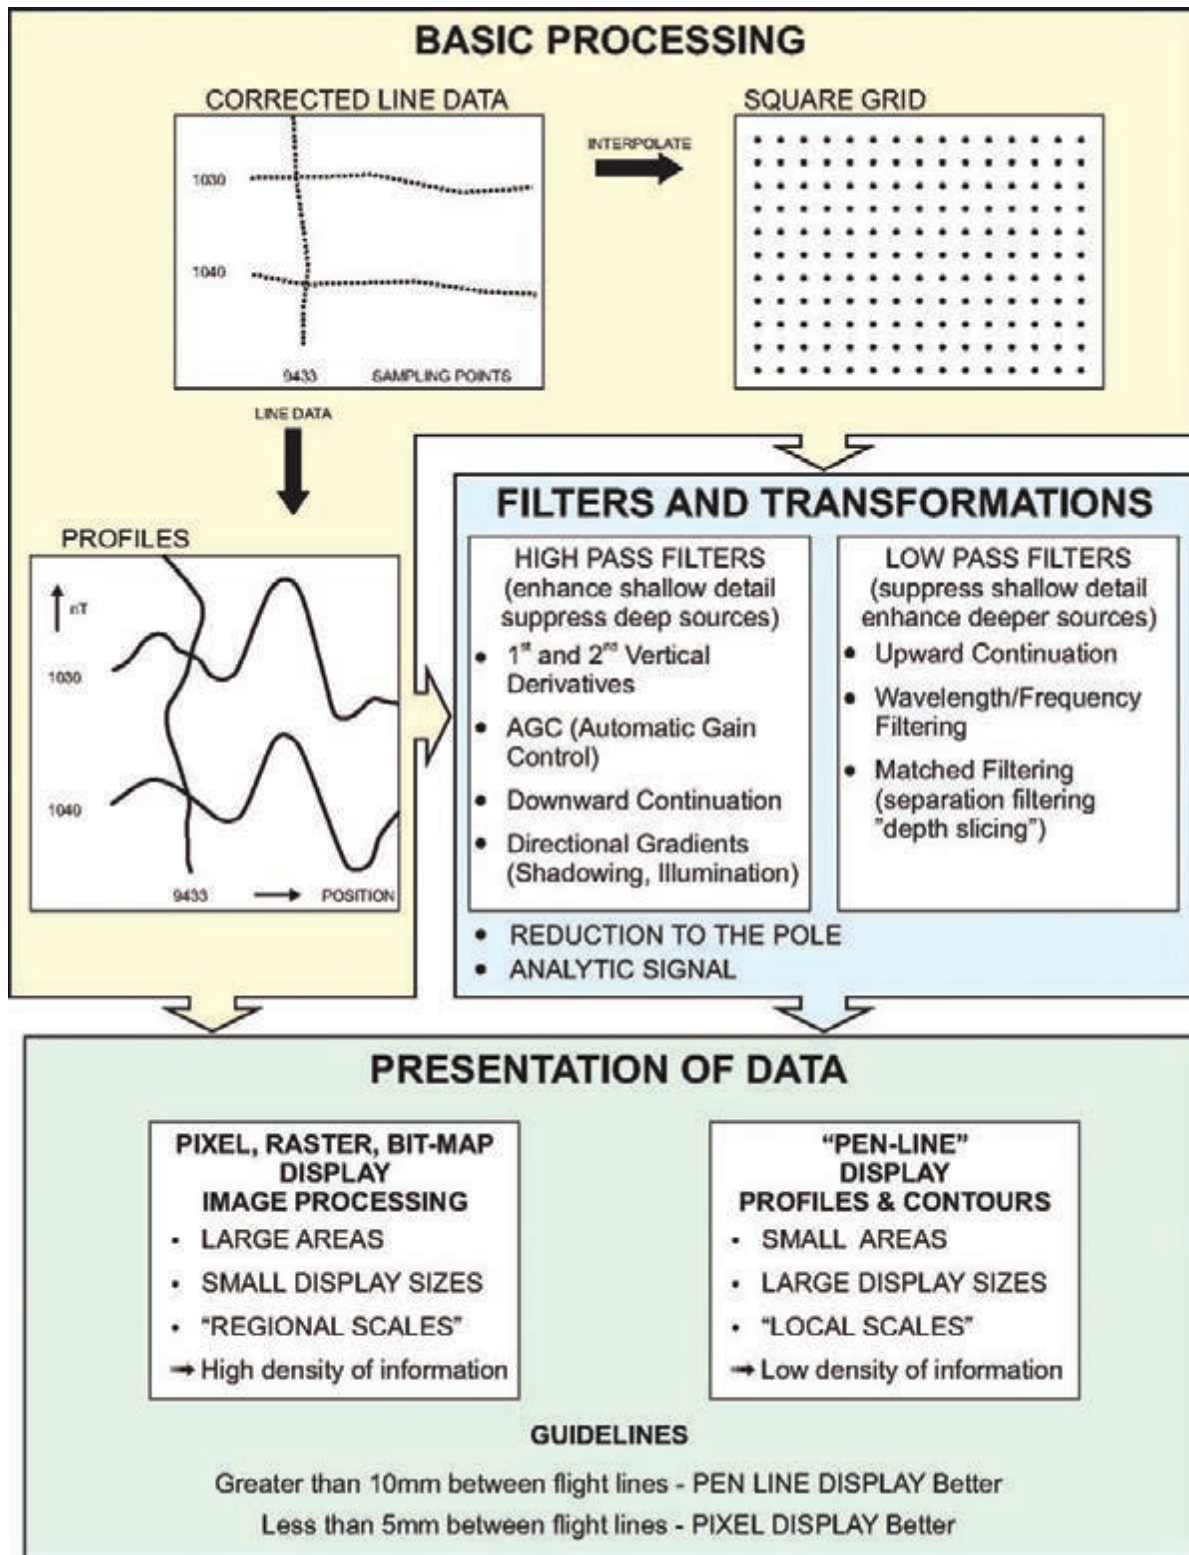 BASIC PROCESSING
CORRECTED LINE DATA
1030
1040
9433 SAMPLING POINTS
INTERPOLATE
SQUARE GRID
LINE DATA
PROFILES
nT
1030
1040
9433 POSITION
FILTERS AND TRANSFORMATIONS
HIGH PASS FILTERS
(enhance shallow detail
suppress deep sources)
• 1st and 2nd Vertical
Derivatives
• AGC (Automatic Gain
Control)
• Downward Continuation
• Directional Gradients
(Shadowing, Illumination)
LOW PASS FILTERS
(suppress shallow detail
enhance deeper sources)
• Upward Continuation
• Wavelength/Frequency
Filtering
• Matched Filtering
(separation filtering
"depth slicing")
• REDUCTION TO THE POLE
• ANALYTIC SIGNAL
PRESENTATION OF DATA
PIXEL, RASTER, BIT-MAP
DISPLAY
IMAGE PROCESSING
• LARGE AREAS
• SMALL DISPLAY SIZES
• "REGIONAL SCALES"
→ High density of information
"PEN-LINE"
DISPLAY
PROFILES & CONTOURS
• SMALL AREAS
• LARGE DISPLAY SIZES
• "LOCAL SCALES"
→ Low density of information
GUIDELINES
Greater than 10mm between flight lines - PEN LINE DISPLAY Better
Less than 5mm between flight lines - PIXEL DISPLAY Better